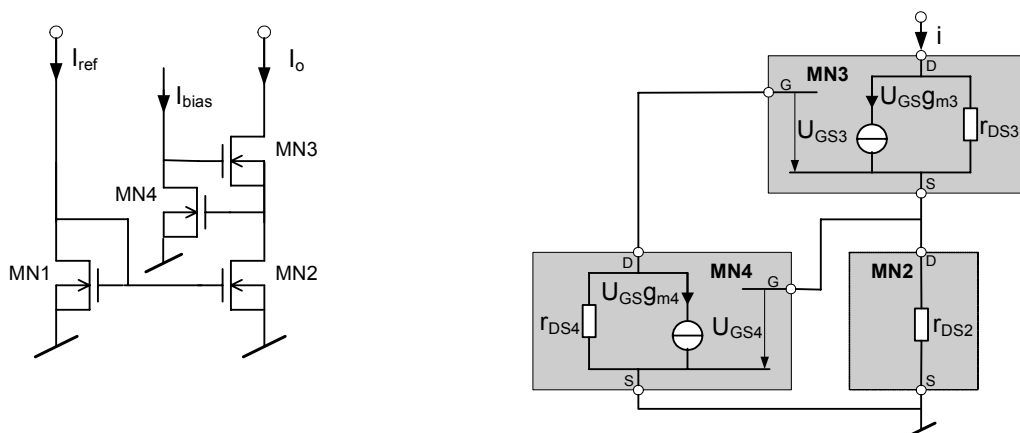 I_ref
I_o
I_bias
MN3
MN4
MN1
MN2
i
D
MN3
G
U_GS g_m3
U_GS3
r_DS3
S
D
MN4
G
U_GS g_m4
r_DS4
U_GS4
S
D
MN2
r_DS2
S